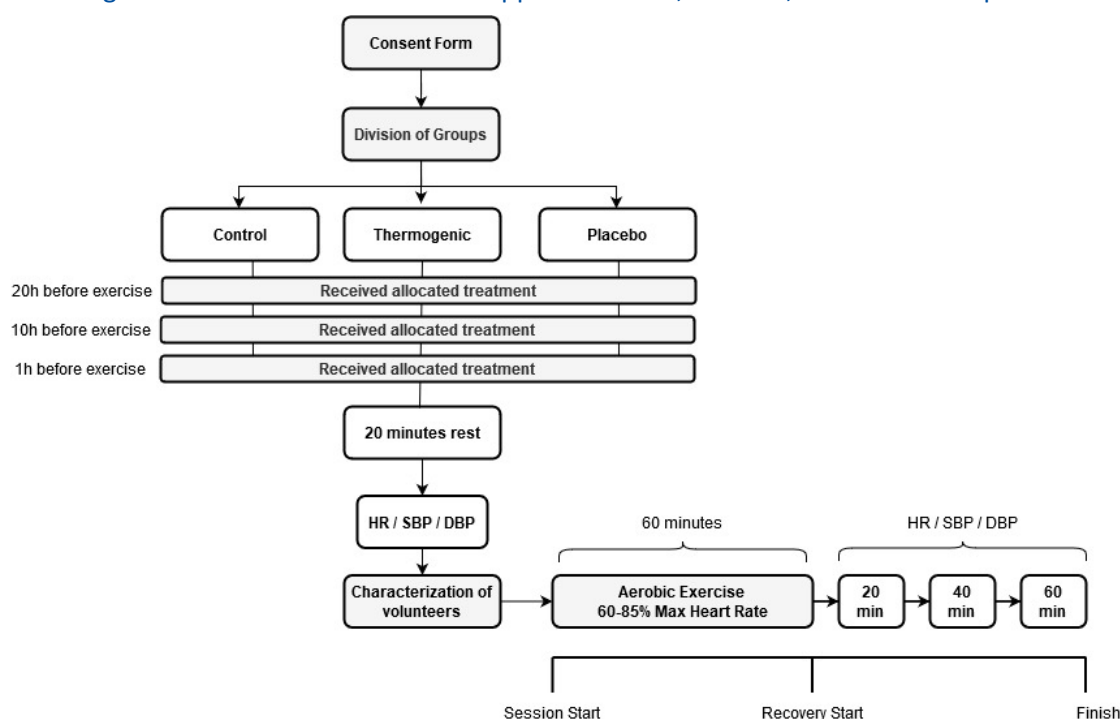 Consent Form
Division of Groups
Control
Thermogenic
Placebo
20h before exercise
Received allocated treatment
10h before exercise
Received allocated treatment
1h before exercise
Received allocated treatment
20 minutes rest
HR / SBP / DBP
60 minutes
HR / SBP / DBP
Characterization of
volunteers
Aerobic Exercise
60-85% Max Heart Rate
20
min
40
min
60
min
Session Start
Recovery Start
Finish